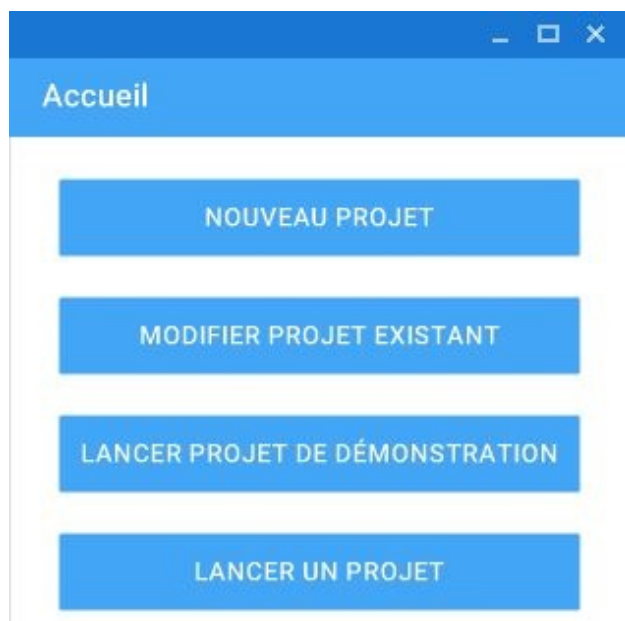 Accueil
NOUVEAU PROJET
MODIFIER PROJET EXISTANT
LANCER PROJET DE DÉMONSTRATION
LANCER UN PROJET